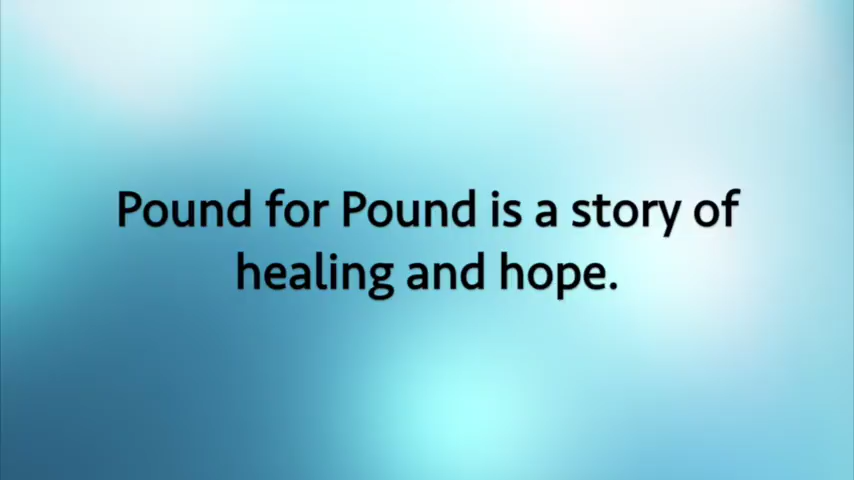 Pound for Pound is a story of
healing and hope.